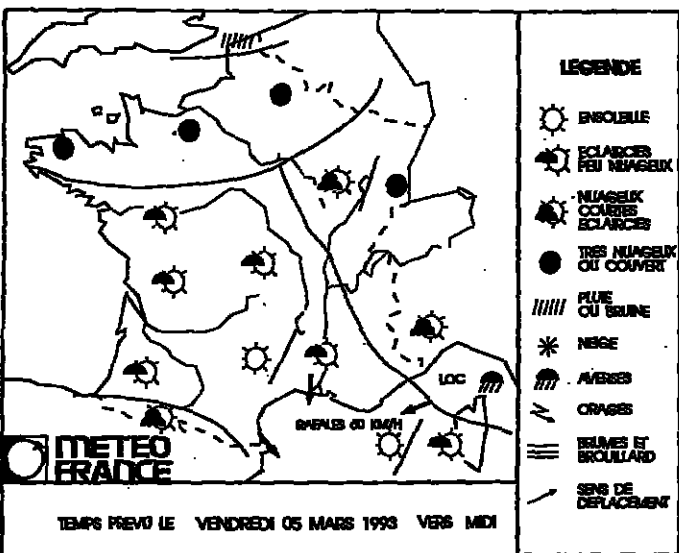 LEGENDE
ENSOLEILLE
ECLAIRCIES
PEU NUAGEUX
NUAGEUX
COURTES
ECLAIRCIES
TRES NUAGEUX
OU COUVERT
PLUIE
OU BRUINE
NEIGE
AVERSES
ORAGES
BRUMES ET
BROUILLARD
SENS DE
DEPLACEMENT
LOC
RAFALES 60 KM/H
METEO
FRANCE
TEMPS PREVU LE VENDREDI 05 MARS 1993 VERS MIDI